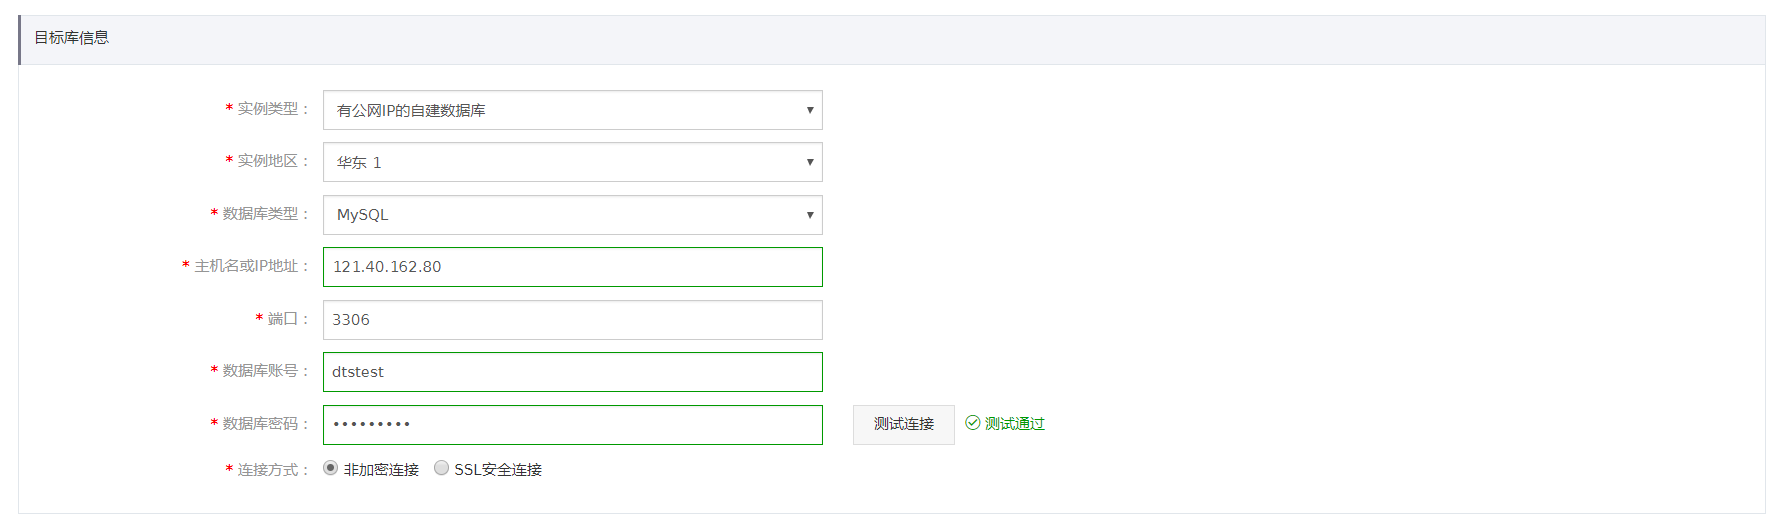 目标库信息
* 实例类型： 有公网IP的自建数据库
* 实例地区： 华东 1
* 数据库类型： MySQL
* 主机名或IP地址： 121.40.162.80
* 端口： 3306
* 数据库账号： dtstest
* 数据库密码： ••••••••• 测试连接 测试通过
* 连接方式： 非加密连接 SSL安全连接